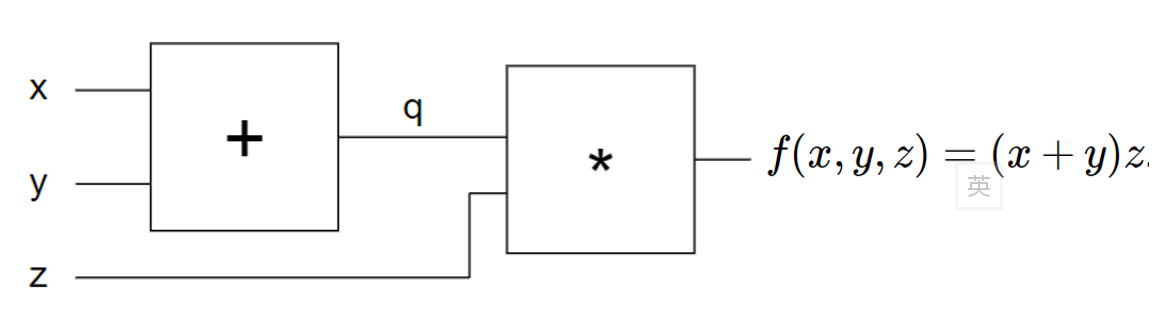 x
y
z
+
q
*
f(x, y, z) = (x + y)z.
英